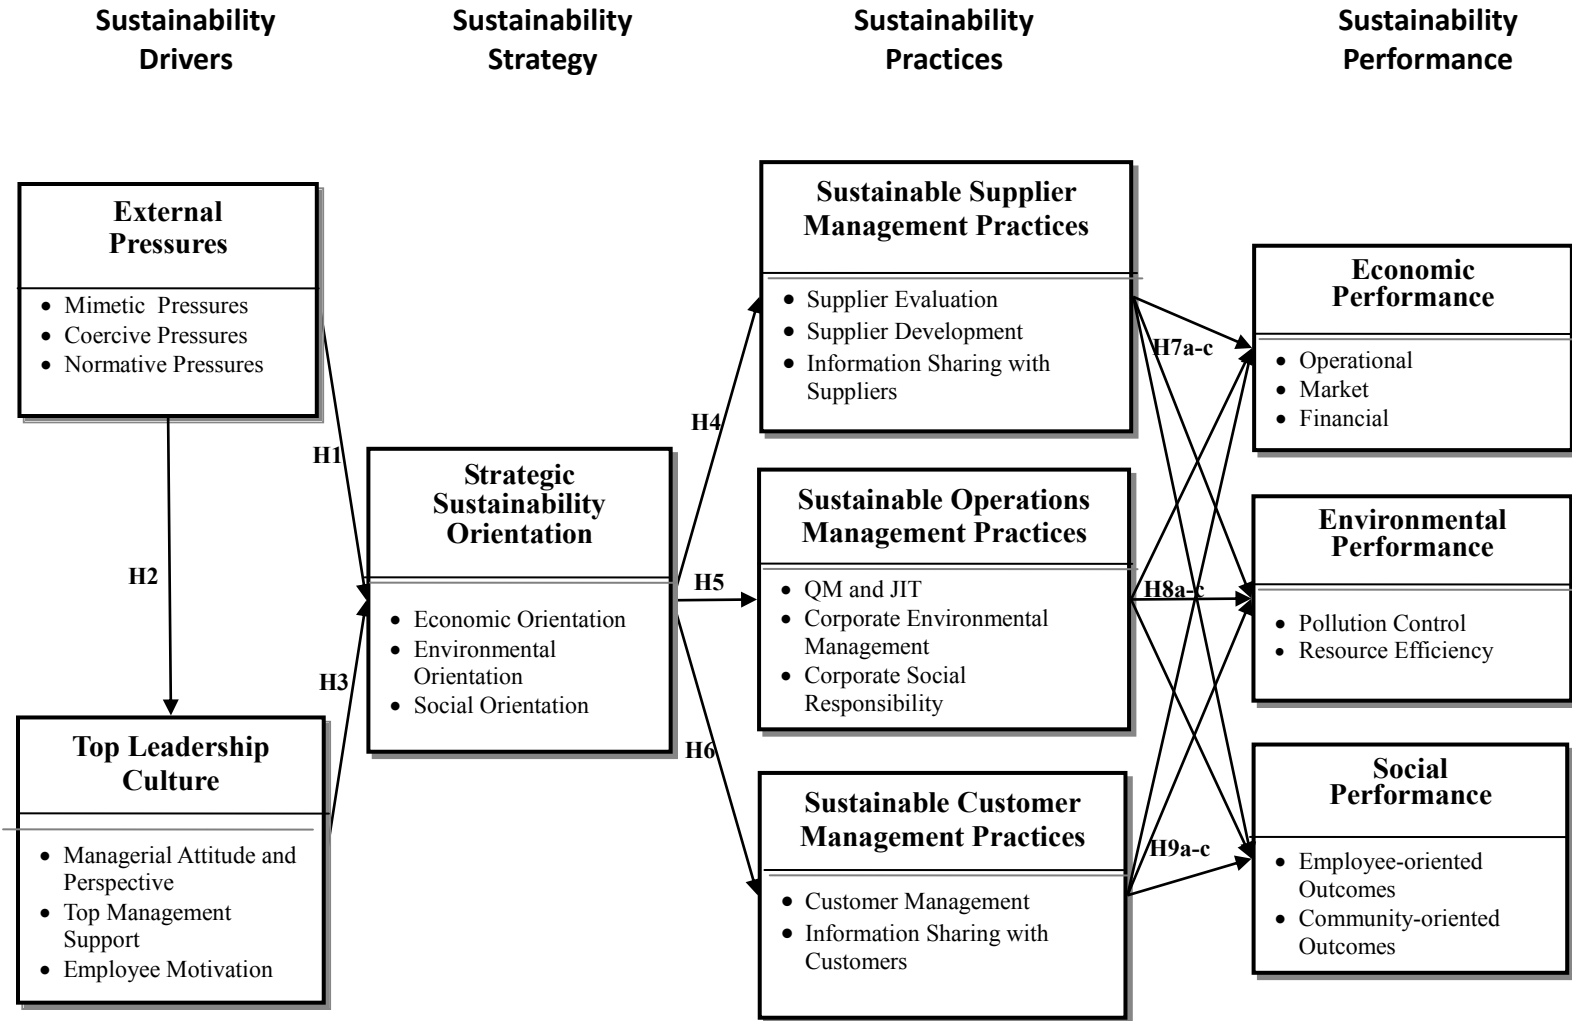 Sustainability
Drivers
Sustainability
Strategy
Sustainability
Practices
Sustainability
Performance
External
Pressures
• Mimetic Pressures
• Coercive Pressures
• Normative Pressures
H1
H2
H3
Top Leadership
Culture
• Managerial Attitude and
Perspective
• Top Management
Support
• Employee Motivation
Strategic
Sustainability
Orientation
• Economic Orientation
• Environmental
Orientation
• Social Orientation
H4
H5
H6
Sustainable Supplier
Management Practices
• Supplier Evaluation
• Supplier Development
• Information Sharing with
Suppliers
Sustainable Operations
Management Practices
• QM and JIT
• Corporate Environmental
Management
• Corporate Social
Responsibility
Sustainable Customer
Management Practices
• Customer Management
• Information Sharing with
Customers
H7a-c
H8a-c
H9a-c
Economic
Performance
• Operational
• Market
• Financial
Environmental
Performance
• Pollution Control
• Resource Efficiency
Social
Performance
• Employee-oriented
Outcomes
• Community-oriented
Outcomes